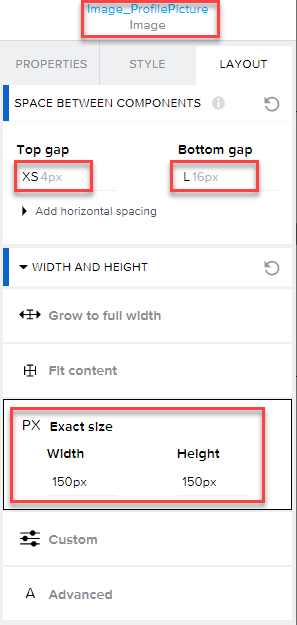 Image_ProfilePicture
Image
PROPERTIES STYLE LAYOUT
SPACE BETWEEN COMPONENTS i
Top gap Bottom gap
XS 4px L 16px
Add horizontal spacing
WIDTH AND HEIGHT
Grow to full width
Fit content
PX Exact size
Width Height
150px 150px
Custom
A Advanced